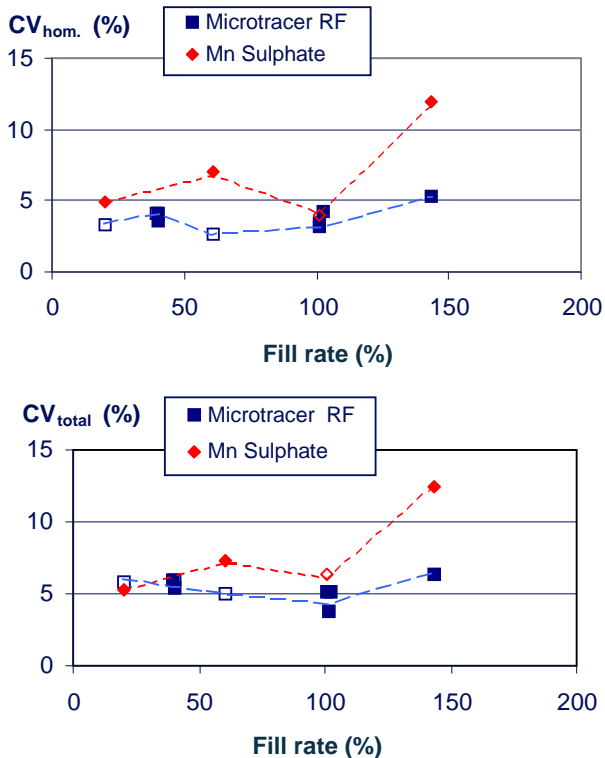 CVhom. (%)
Microtracer RF
Mn Sulphate
15
10
5
0
0 50 100 150 200
Fill rate (%)
CVtotal (%)
Microtracer RF
Mn Sulphate
15
10
5
0
0 50 100 150 200
Fill rate (%)